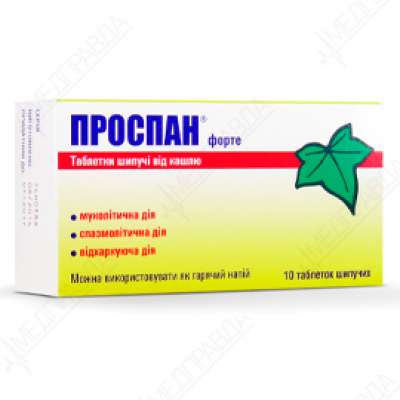 ПРОСПАН®
форте
Таблетки шипучі від кашлю
• муколітична дія
• спазмолітична дія
• відхаркуюча дія
Можна використовувати як гарячий напій
10 таблеток шипучих
МЕДПРАВДА